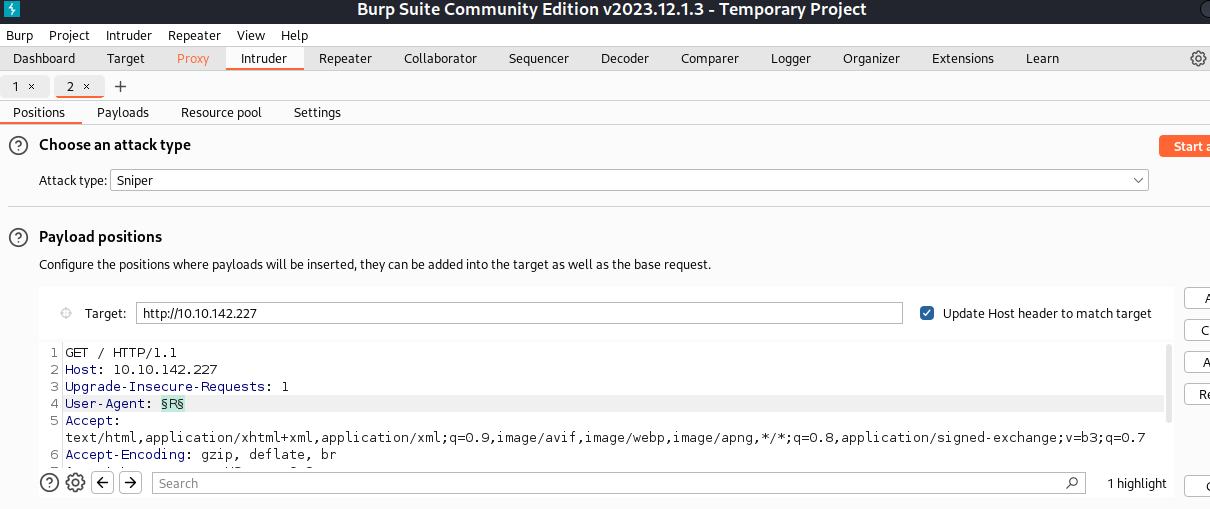 Burp Suite Community Edition v2023.12.1.3 - Temporary Project
Burp Project Intruder Repeater View Help
Dashboard Target Proxy Intruder Repeater Collaborator Sequencer Decoder Comparer Logger Organizer Extensions Learn
1 × 2 × +
Positions Payloads Resource pool Settings
? Choose an attack type
Start a
Attack type: Sniper
? Payload positions
Configure the positions where payloads will be inserted, they can be added into the target as well as the base request.
Target: http://10.10.142.227 Update Host header to match target
A
C
A
Re
1 GET / HTTP/1.1
2 Host: 10.10.142.227
3 Upgrade-Insecure-Requests: 1
4 User-Agent: §R§
5 Accept:
text/html,application/xhtml+xml,application/xml;q=0.9,image/avif,image/webp,image/apng,*/*;q=0.8,application/signed-exchange;v=b3;q=0.7
6 Accept-Encoding: gzip, deflate, br
? Search 1 highlight